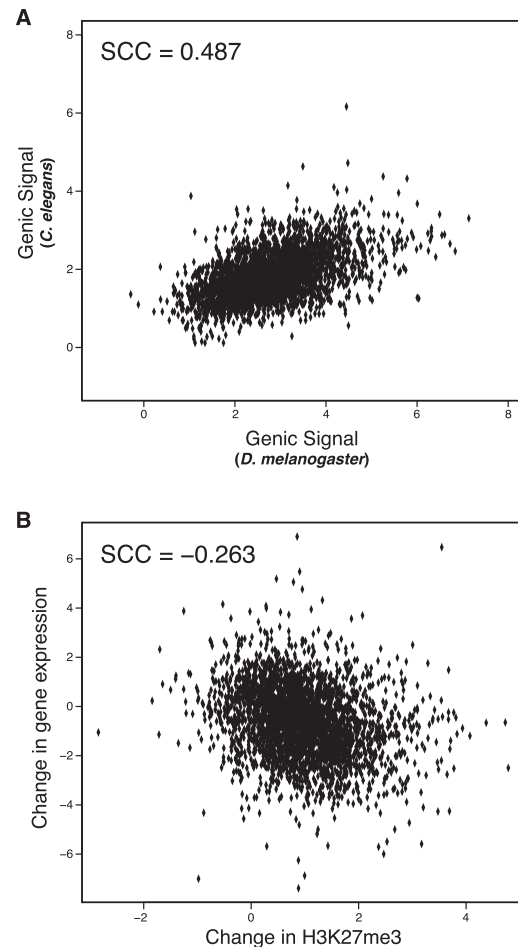 A
SCC = 0.487
8
6
4
2
0
Genic Signal
(C. elegans)
0 2 4 6 8
Genic Signal
(D. melanogaster)
B
SCC = −0.263
6
4
2
0
−2
−4
−6
Change in gene expression
−2 0 2 4
Change in H3K27me3